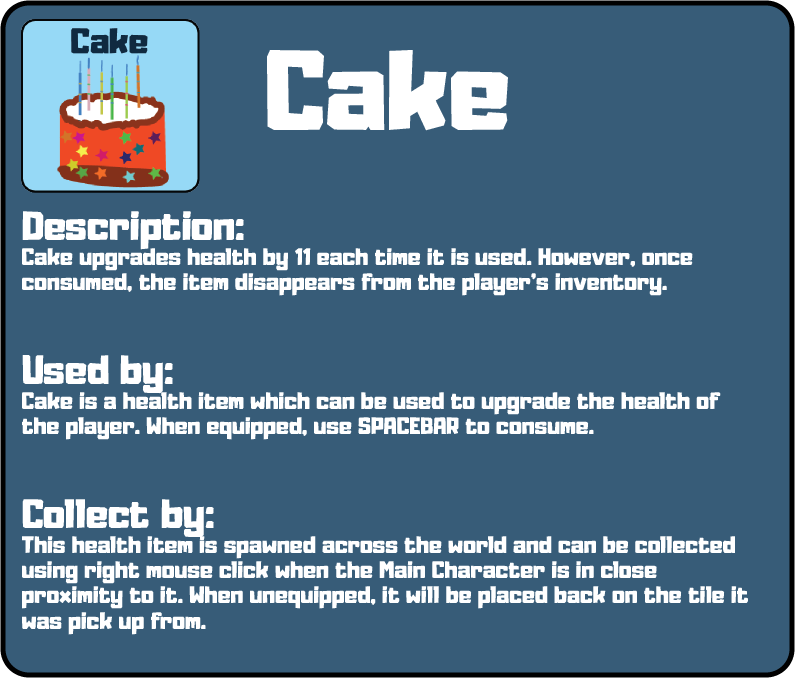 Cake
Cake
Description:
Cake upgrades health by 11 each time it is used. However, once
consumed, the item disappears from the player's inventory.
Used by:
Cake is a health item which can be used to upgrade the health of
the player. When equipped, use SPACEBAR to consume.
Collect by:
This health item is spawned across the world and can be collected
using right mouse click when the Main Character is in close
proximity to it. When unequipped, it will be placed back on the tile it
was pick up from.